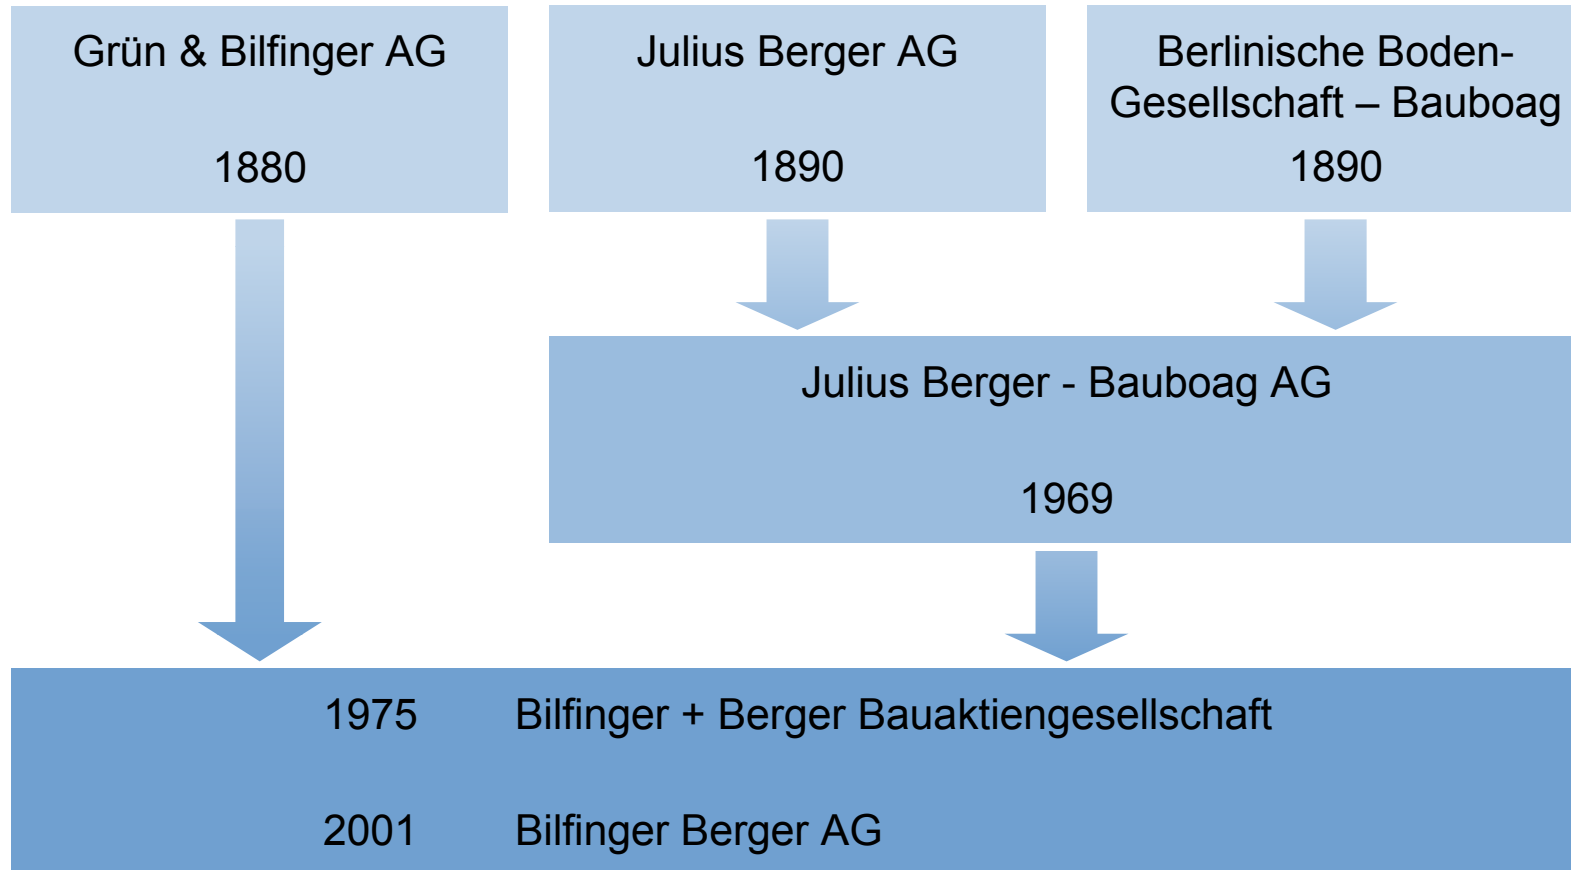 Grün & Bilfinger AG
1880
Julius Berger AG
1890
Berlinische Boden-
Gesellschaft – Bauboag
1890
Julius Berger - Bauboag AG
1969
1975 Bilfinger + Berger Bauaktiengesellschaft
2001 Bilfinger Berger AG